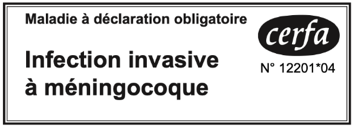 Maladie à déclaration obligatoire
cerfa
Infection invasive
à méningocoque
N° 12201*04